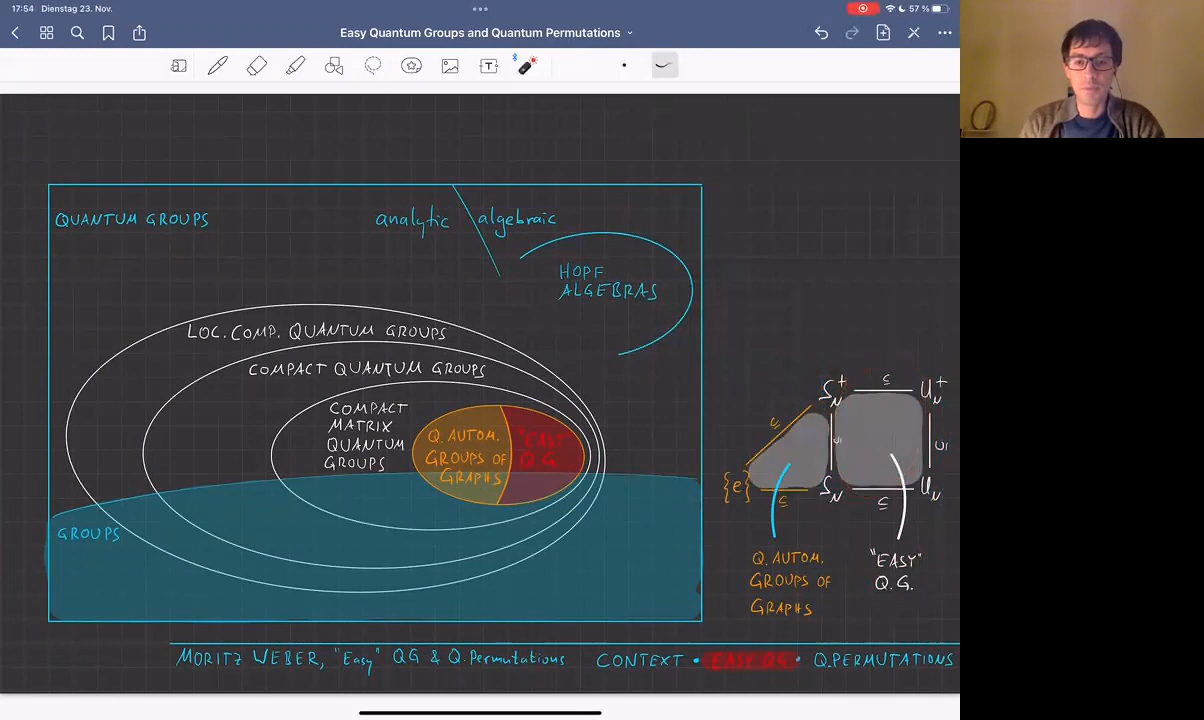 17:54 Dienstag 23. Nov.
57 %
Easy Quantum Groups and Quantum Permutations
QUANTUM GROUPS
analytic
algebraic
HOPF
ALGEBRAS
LOC. COMP. QUANTUM GROUPS
COMPACT QUANTUM GROUPS
COMPACT
MATRIX
QUANTUM
GROUPS
Q. AUTOM.
GROUPS OF
GRAPHS
"EASY"
Q.G.
GROUPS
S_N^+ ⊆ U_N^+
⊆ ⊆ ⊆
{e} ⊆ S_N ⊆ U_N
Q. AUTOM.
GROUPS OF
GRAPHS
"EASY"
Q.G.
MORITZ WEBER, "Easy" QG & Q.Permutations
CONTEXT • EASY QG • Q.PERMUTATIONS